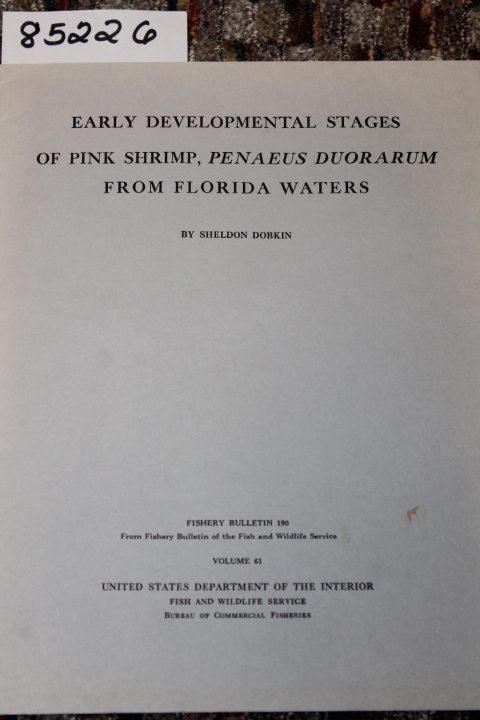 85226
EARLY DEVELOPMENTAL STAGES
OF PINK SHRIMP, PENAEUS DUORARUM
FROM FLORIDA WATERS
BY SHELDON DOBKIN
FISHERY BULLETIN 190
From Fishery Bulletin of the Fish and Wildlife Service
VOLUME 61
UNITED STATES DEPARTMENT OF THE INTERIOR
FISH AND WILDLIFE SERVICE
BUREAU OF COMMERCIAL FISHERIES